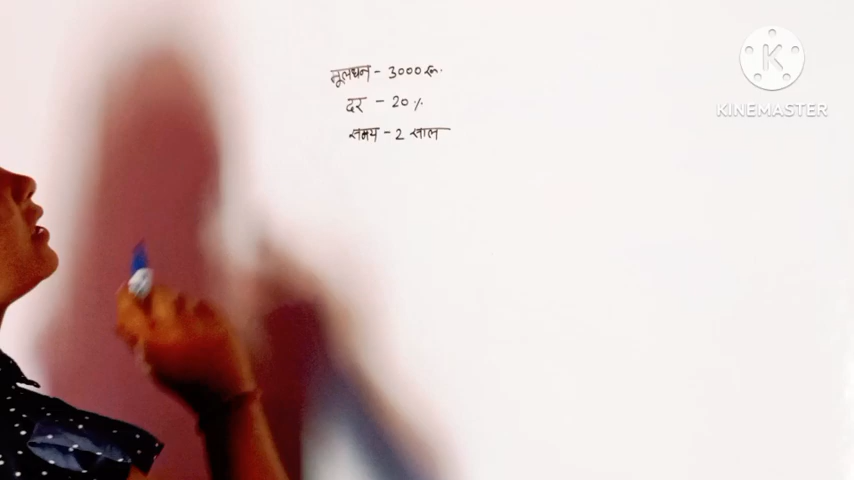 मूलधन - 3000 रू.
दर - 20 %
समय - 2 साल
K
KINEMASTER